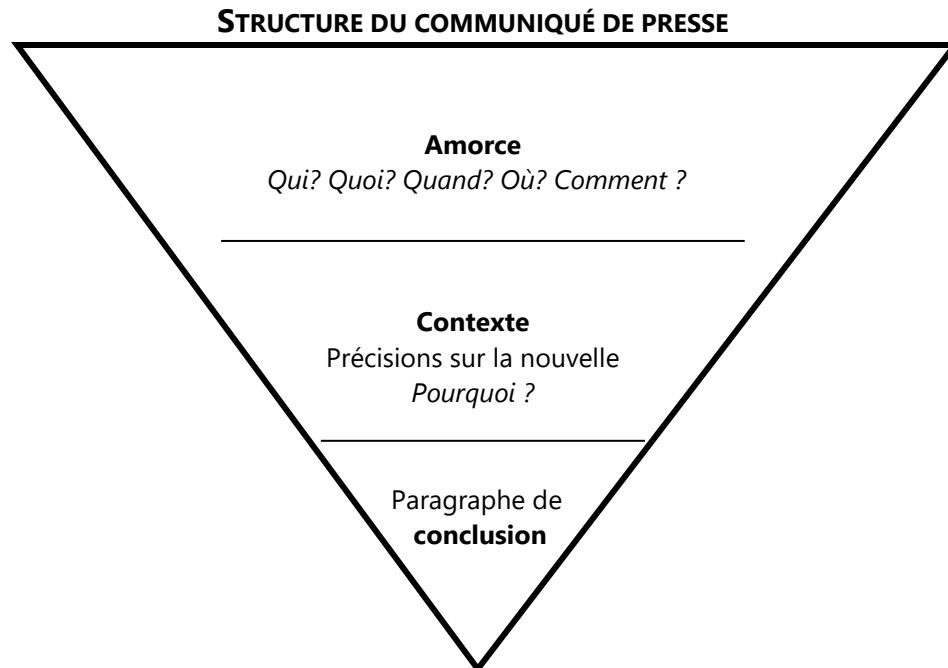 STRUCTURE DU COMMUNIQUÉ DE PRESSE
Amorce
Qui? Quoi? Quand? Où? Comment ?
Contexte
Précisions sur la nouvelle
Pourquoi ?
Paragraphe de
conclusion